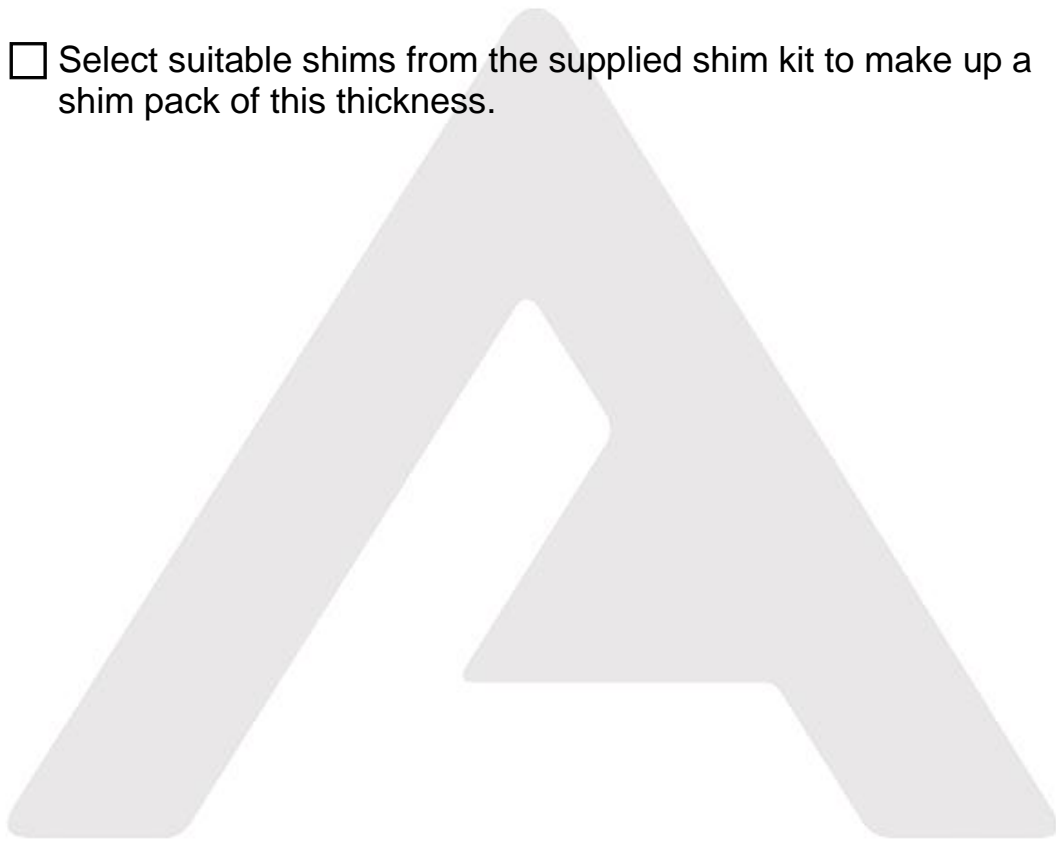 Select suitable shims from the supplied shim kit to make up a
shim pack of this thickness.